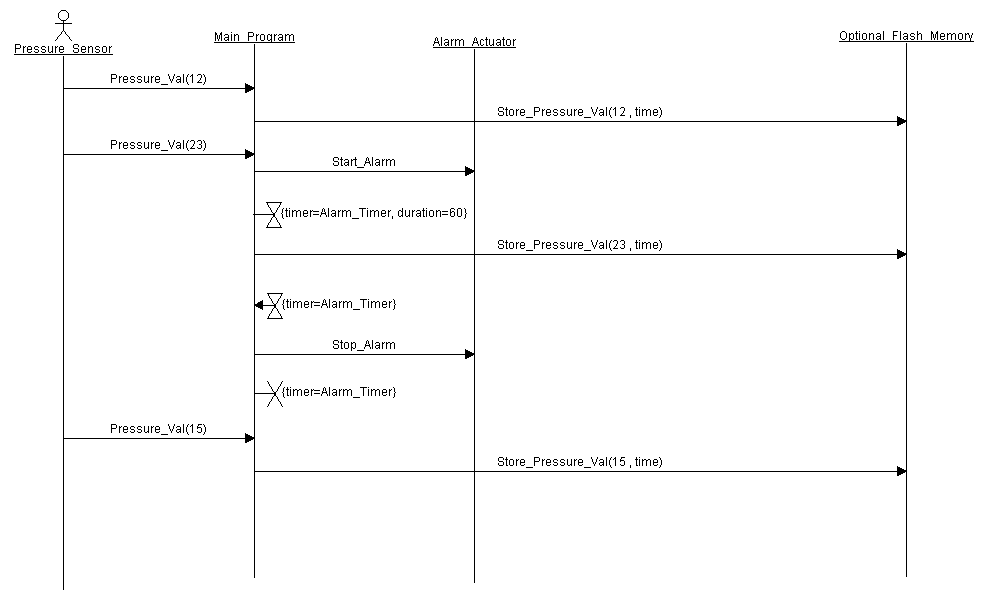 Pressure_Sensor
Main_Program
Alarm_Actuator
Optional_Flash_Memory
Pressure_Val(12)
Store_Pressure_Val(12 , time)
Pressure_Val(23)
Start_Alarm
{timer=Alarm_Timer, duration=60}
Store_Pressure_Val(23 , time)
{timer=Alarm_Timer}
Stop_Alarm
{timer=Alarm_Timer}
Pressure_Val(15)
Store_Pressure_Val(15 , time)